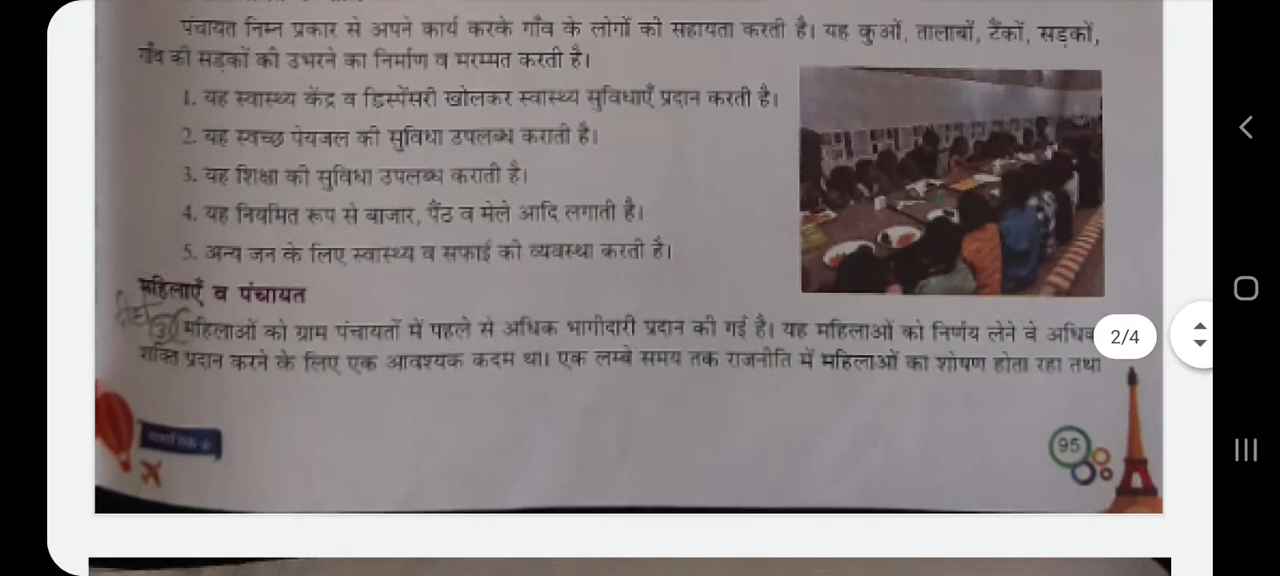 पंचायत निम्न प्रकार से अपने कार्य करके गाँव के लोगों को सहायता करती है। यह कुओं, तालाबों, टैंकों, सड़कों,
गाँव की सड़कों की उभरने का निर्माण व मरम्मत करती है।
1. यह स्वास्थ्य केंद्र व डिस्पेंसरी खोलकर स्वास्थ्य सुविधाएँ प्रदान करती है।
2. यह स्वच्छ पेयजल की सुविधा उपलब्ध कराती है।
3. यह शिक्षा की सुविधा उपलब्ध कराती है।
4. यह नियमित रूप से बाजार, पैंठ व मेले आदि लगाती है।
5. अन्य जन के लिए स्वास्थ्य व सफाई की व्यवस्था करती है।
महिलाएँ व पंचायत
3 महिलाओं को ग्राम पंचायतों में पहले से अधिक भागीदारी प्रदान की गई है। यह महिलाओं को निर्णय लेने वे
शक्ति प्रदान करने के लिए एक आवश्यक कदम था। एक लम्बे समय तक राजनीति में महिलाओं का शोषण होता रहा तथा
2/4
95